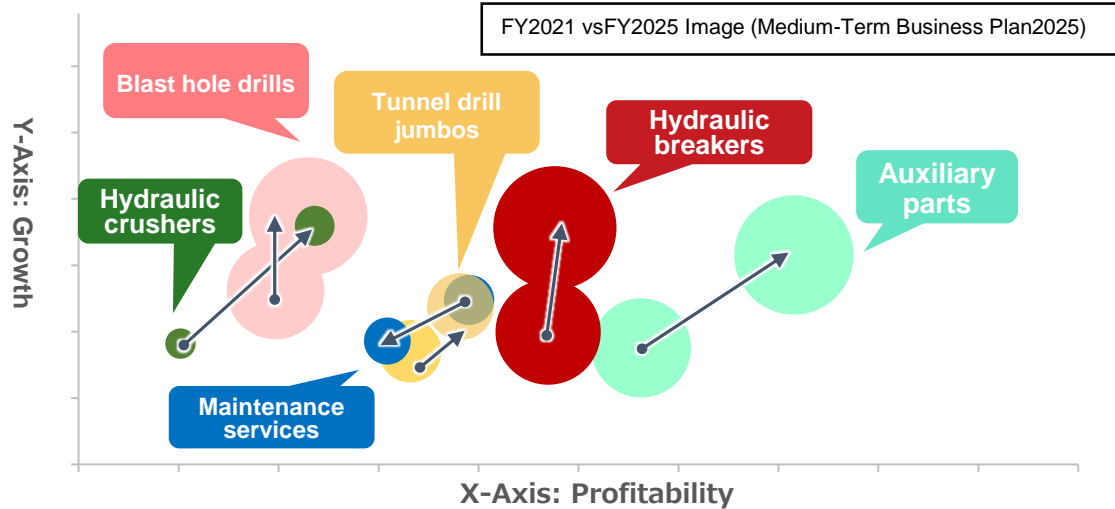 FY2021 vsFY2025 Image (Medium-Term Business Plan2025)
Blast hole drills
Tunnel drill
jumbos
Hydraulic
breakers
Auxiliary
parts
Hydraulic
crushers
Maintenance
services
Y-Axis: Growth
X-Axis: Profitability